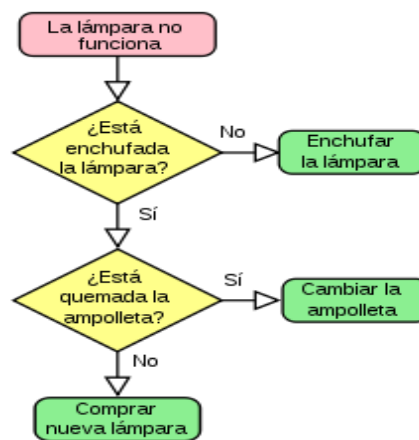 La lámpara no
funciona
¿Está
enchufada
la lámpara?
No
Enchufar
la lámpara
Sí
¿Está
quemada la
ampolleta?
Sí
Cambiar la
ampolleta
No
Comprar
nueva lámpara